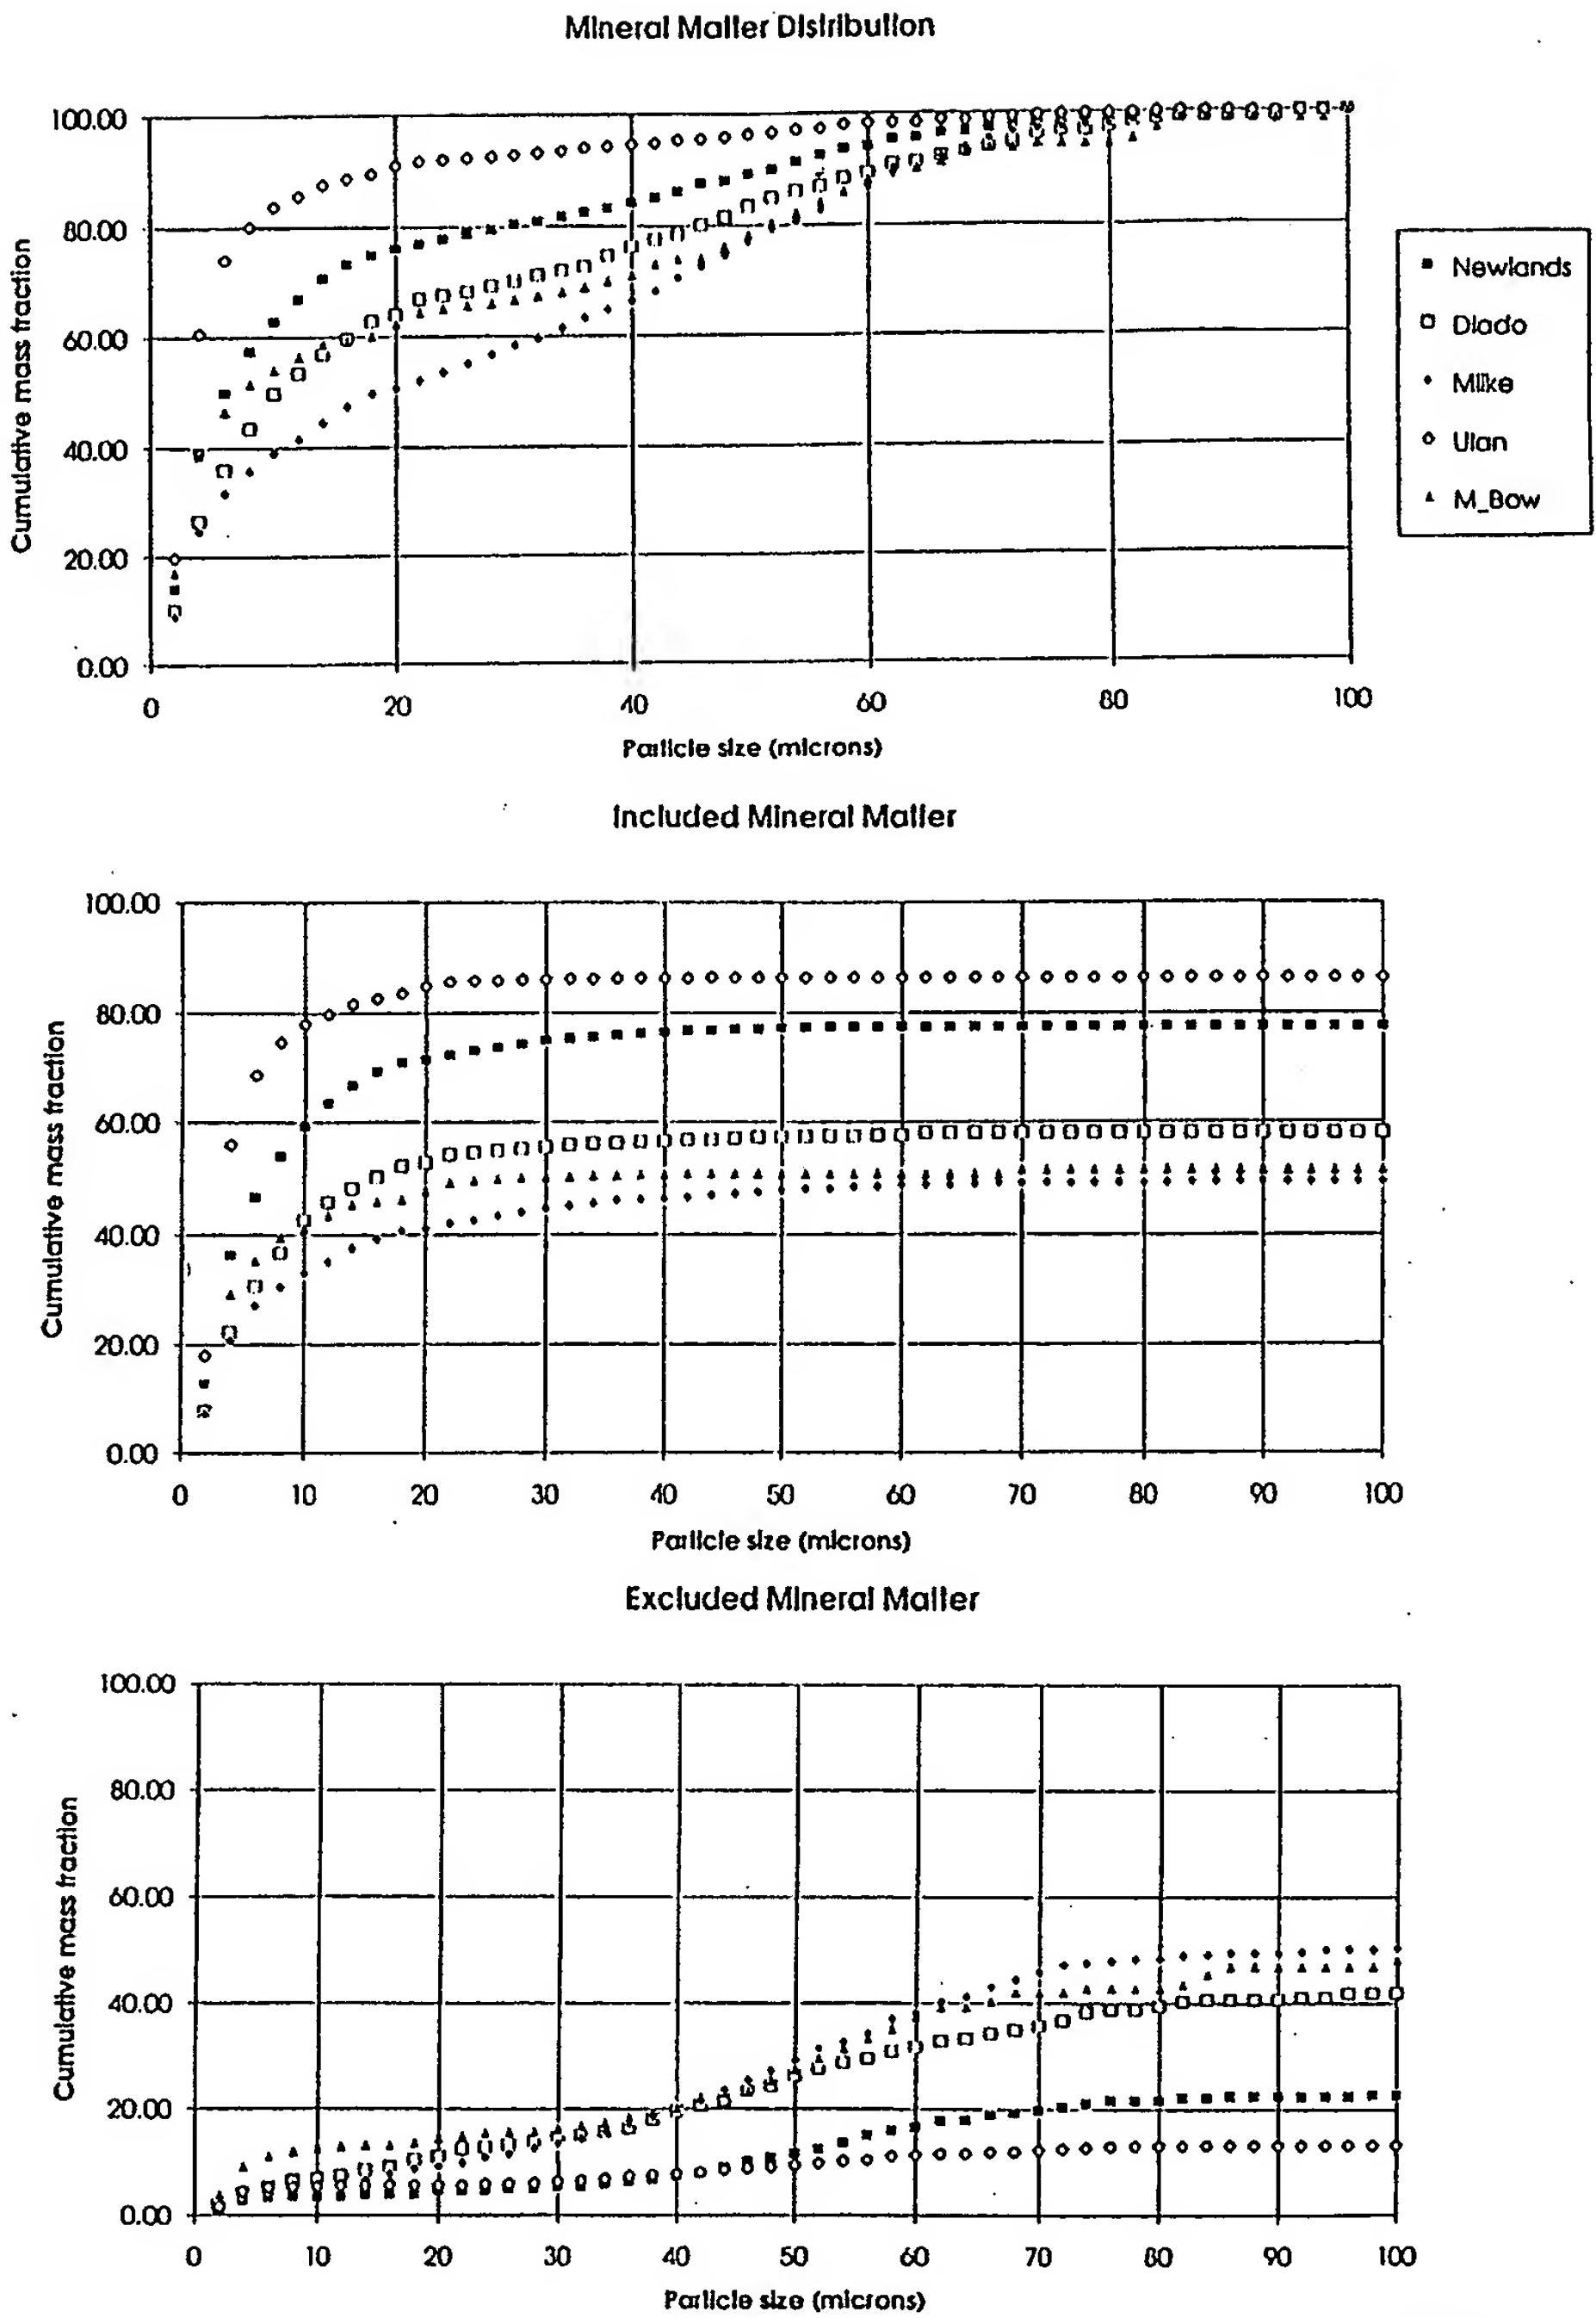 Mineral Matter Distribution
100.00
80.00
60.00
40.00
20.00
0.00
Cumulative mass fraction
0 20 40 60 80 100
Particle size (microns)
Newlands
Diado
Miike
Ulan
M_Bow
Included Mineral Matter
100.00
80.00
60.00
40.00
20.00
0.00
Cumulative mass fraction
0 10 20 30 40 50 60 70 80 90 100
Particle size (microns)
Excluded Mineral Matter
100.00
80.00
60.00
40.00
20.00
0.00
Cumulative mass fraction
0 10 20 30 40 50 60 70 80 90 100
Particle size (microns)